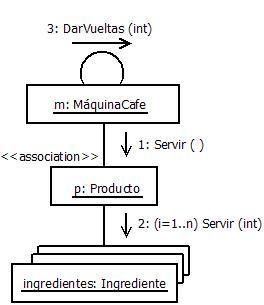 3: DarVueltas (int)
m: MáquinaCafe
1: Servir ( )
<<association>>
p: Producto
2: (i=1..n) Servir (int)
ingredientes: Ingrediente